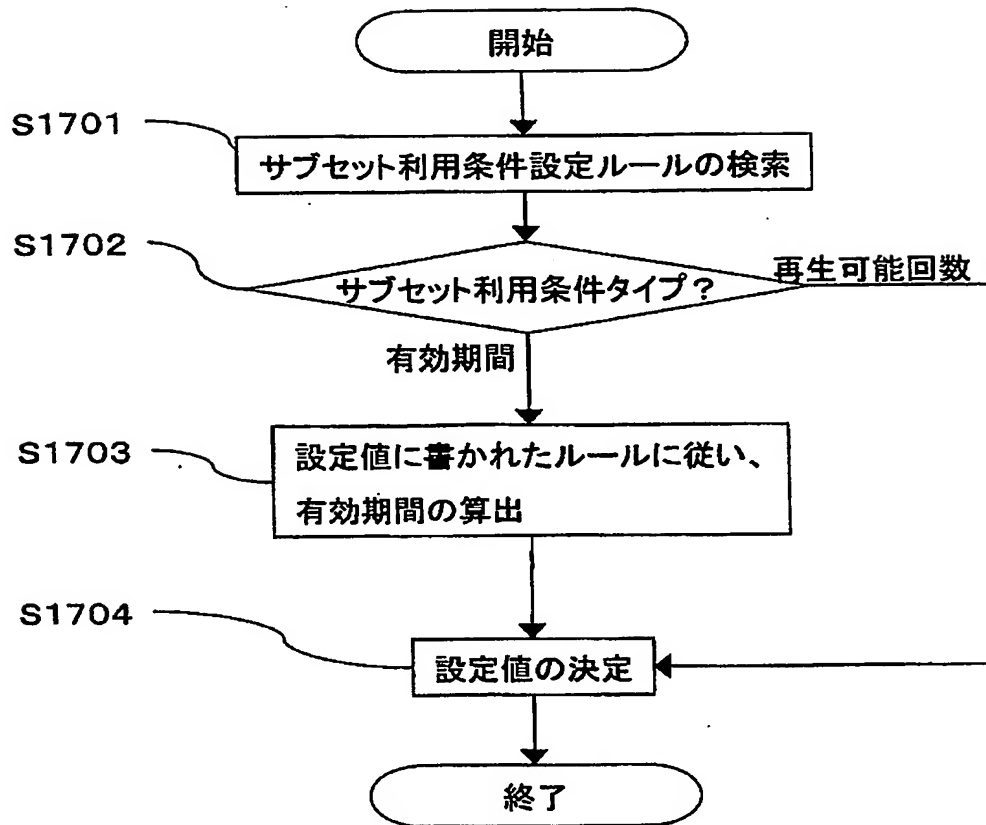 開始
S1701
サブセット利用条件設定ルールの検索
S1702
サブセット利用条件タイプ？
再生可能回数
有効期間
S1703
設定値に書かれたルールに従い、
有効期間の算出
S1704
設定値の決定
終了